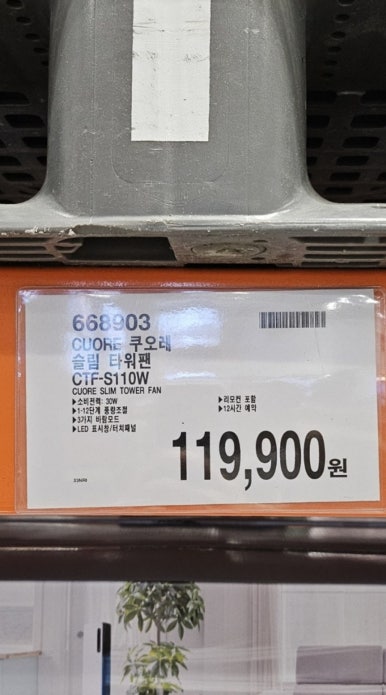 668903
CUORE 쿠오레
슬림 타워팬
CTF-S110W
CUORE SLIM TOWER FAN
▶소비전력: 30W
▶1-12단계 풍량조절
▶3가지 바람모드
▶LED 표시창/터치패널
▶리모컨 포함
▶12시간 예약
119,900원